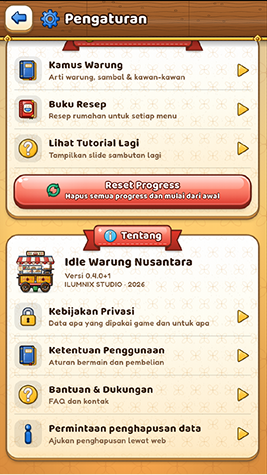 Pengaturan
Kamus Warung
Arti warung, sambal & kawan-kawan
Buku Resep
Resep rumahan untuk setiap menu
Lihat Tutorial Lagi
Tampilkan slide sambutan lagi
Reset Progress
Hapus semua progress dan mulai dari awal
Tentang
Idle Warung Nusantara
Versi 0.4.0+1
ILUMNIX STUDIO · 2026
Kebijakan Privasi
Data apa yang dipakai game dan untuk apa
Ketentuan Penggunaan
Aturan bermain dan pembelian
Bantuan & Dukungan
FAQ dan kontak
Permintaan penghapusan data
Ajukan penghapusan lewat web